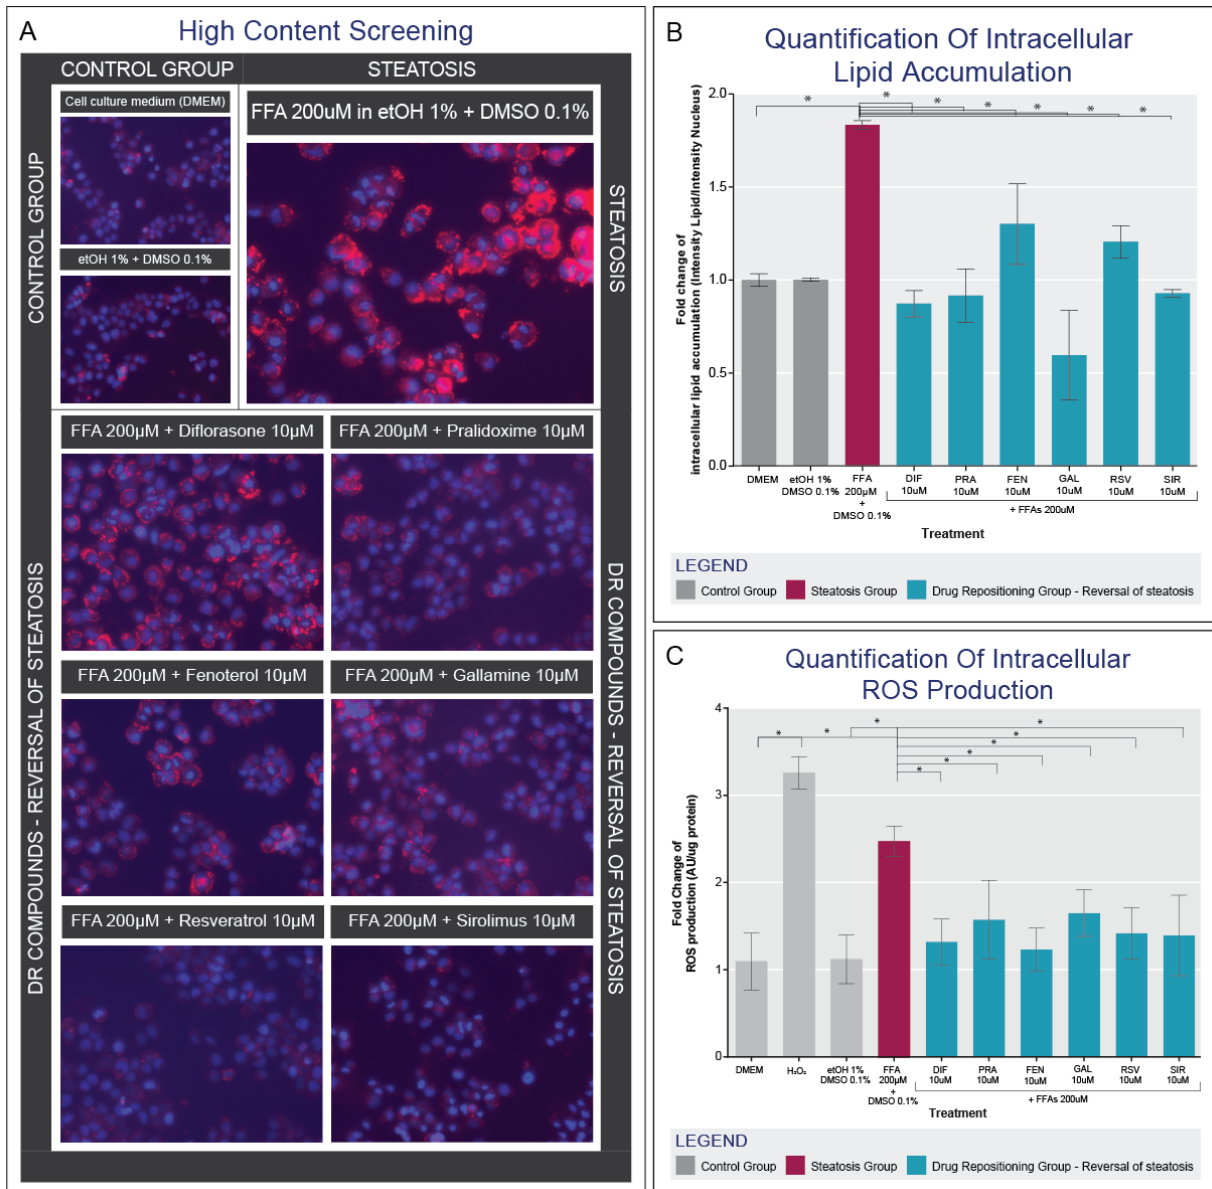 A
High Content Screening
CONTROL GROUP
STEATOSIS
Cell culture medium (DMEM)
FFA 200uM in etOH 1% + DMSO 0.1%
etOH 1% + DMSO 0.1%
CONTROL GROUP
STEATOSIS
FFA 200µM + Diflorasone 10µM
FFA 200µM + Pralidoxime 10µM
FFA 200µM + Fenoterol 10µM
FFA 200µM + Gallamine 10µM
FFA 200µM + Resveratrol 10µM
FFA 200µM + Sirolimus 10µM
DR COMPOUNDS - REVERSAL OF STEATOSIS
DR COMPOUNDS - REVERSAL OF STEATOSIS
B
Quantification Of Intracellular
Lipid Accumulation
Fold change of
intracellular lipid accumulation (Intensity Lipid/Intensity Nucleus)
2.0
1.5
1.0
0.5
0.0
* * * * * * *
DMEM
etOH 1%
DMSO 0.1%
FFA
200µM
+
DMSO 0.1%
DIF
10uM
PRA
10uM
FEN
10uM
GAL
10uM
RSV
10uM
SIR
10uM
+ FFAs 200uM
Treatment
LEGEND
Control Group
Steatosis Group
Drug Repositioning Group - Reversal of steatosis
C
Quantification Of Intracellular
ROS Production
Fold Change of
ROS production (AU/ug protein)
4
3
2
1
0
* * * * * * * * *
DMEM
H₂O₂
etOH 1%
DMSO 0.1%
FFA
200µM
+
DMSO 0.1%
DIF
10uM
PRA
10uM
FEN
10uM
GAL
10uM
RSV
10uM
SIR
10uM
+ FFAs 200uM
Treatment
LEGEND
Control Group
Steatosis Group
Drug Repositioning Group - Reversal of steatosis